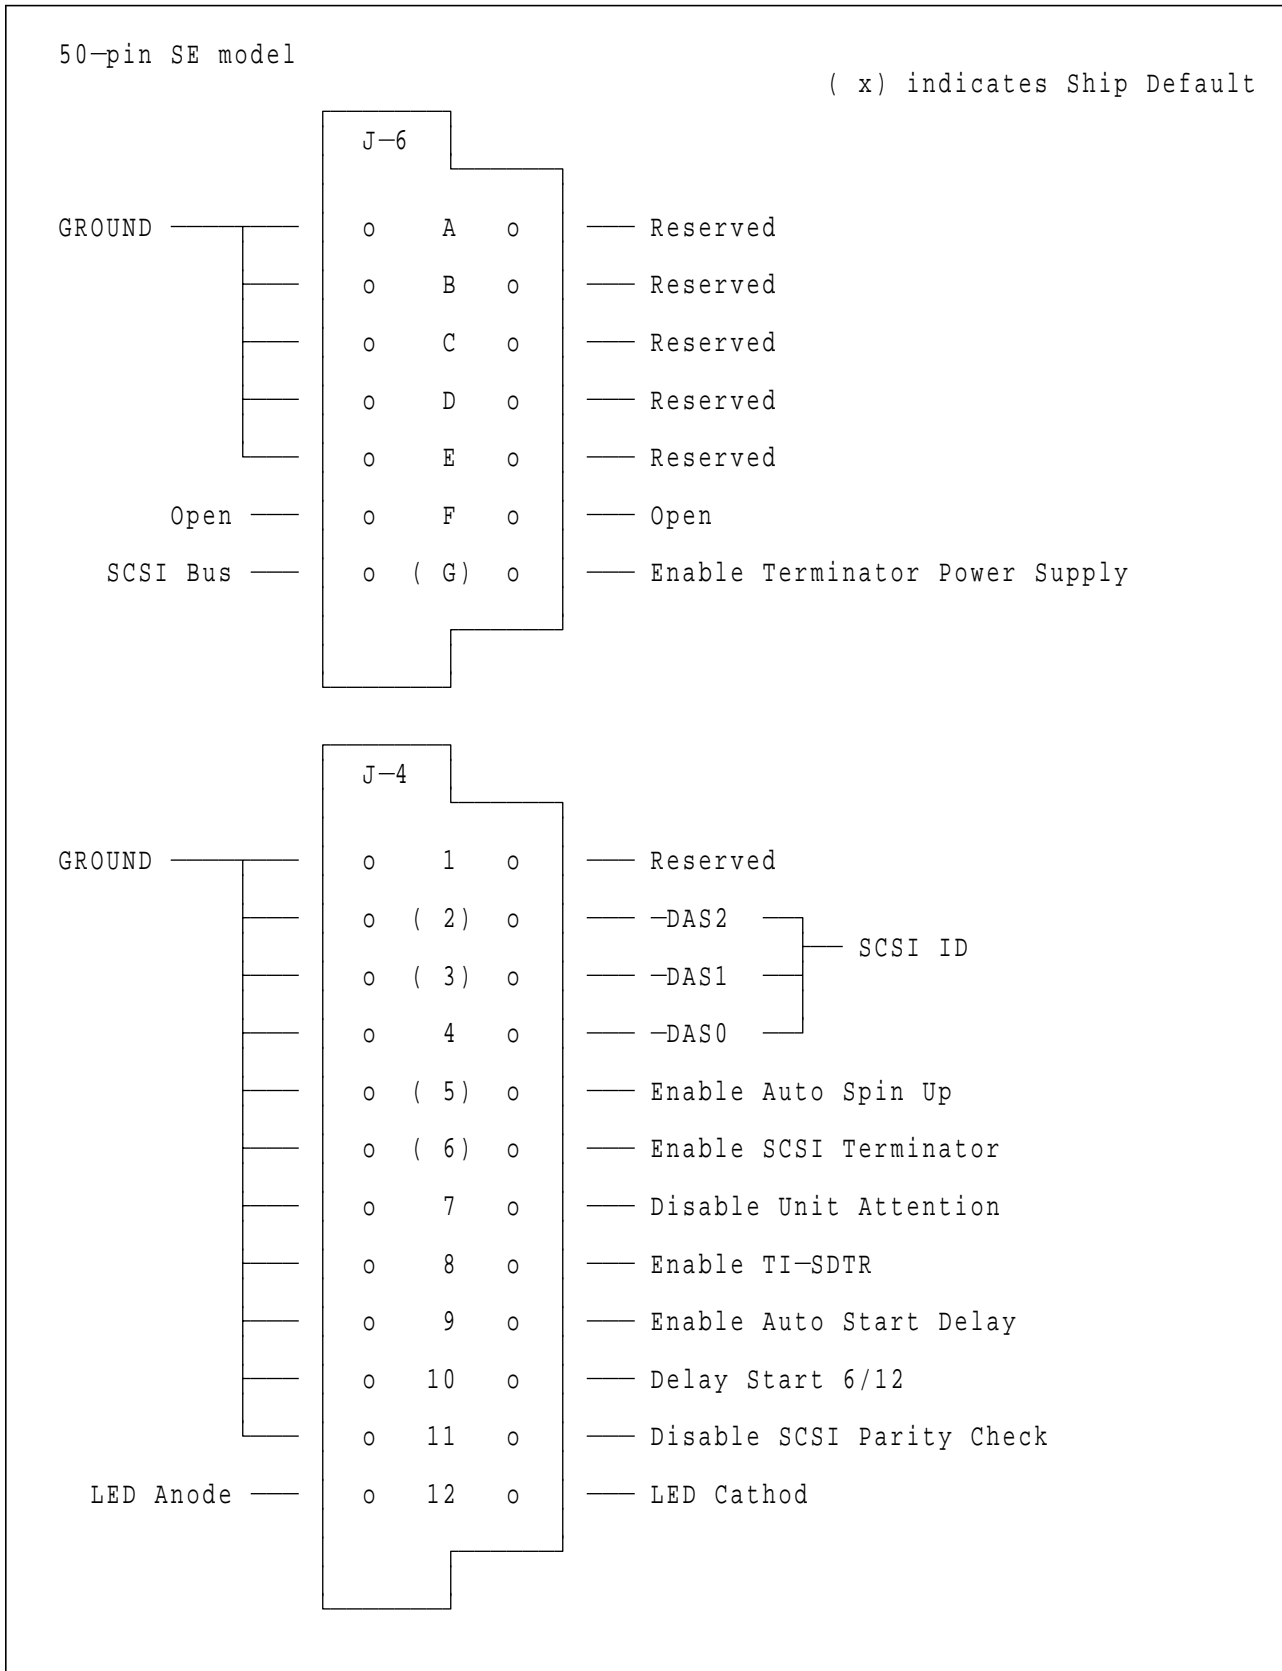 50—pin SE model
( x) indicates Ship Default
J—6
GROUND o A o Reserved
o B o Reserved
o C o Reserved
o D o Reserved
o E o Reserved
Open o F o Open
SCSI Bus o ( G) o Enable Terminator Power Supply
J—4
GROUND o 1 o Reserved
o ( 2) o —DAS2
SCSI ID
o ( 3) o —DAS1
o 4 o —DAS0
o ( 5) o Enable Auto Spin Up
o ( 6) o Enable SCSI Terminator
o 7 o Disable Unit Attention
o 8 o Enable TI—SDTR
o 9 o Enable Auto Start Delay
o 10 o Delay Start 6/12
o 11 o Disable SCSI Parity Check
LED Anode o 12 o LED Cathod